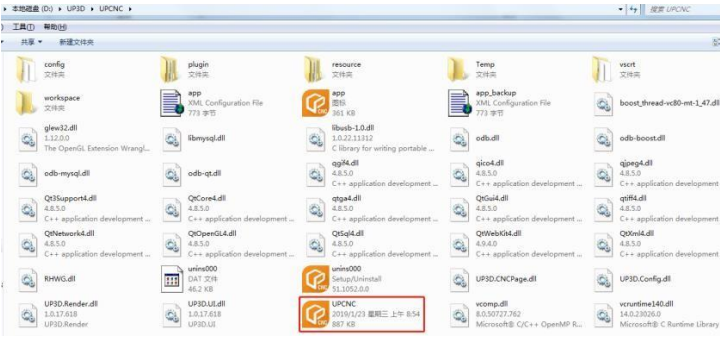 本地磁盘 (D:) ▸ UP3D ▸ UPCNC ▸
搜索 UPCNC
工具(T) 帮助(H)
共享 ▾ 新建文件夹
config
文件夹
plugin
文件夹
resource
文件夹
Temp
文件夹
vscrt
文件夹
workspace
文件夹
app
XML Configuration File
773 字节
app
图标
361 KB
app_backup
XML Configuration File
773 字节
boost_thread-vc80-mt-1_47.dll
glew32.dll
1.12.0.0
The OpenGL Extension Wrangl...
libmysql.dll
libusb-1.0.dll
1.0.22.11312
C library for writing portable ...
odb.dll
odb-boost.dll
odb-mysql.dll
odb-qt.dll
qgif4.dll
4.8.5.0
C++ application development ...
qico4.dll
4.8.5.0
C++ application development ...
qjpeg4.dll
4.8.5.0
C++ application development ...
Qt3Support4.dll
4.8.5.0
C++ application development ...
QtCore4.dll
4.8.5.0
C++ application development ...
qtga4.dll
4.8.5.0
C++ application development ...
QtGui4.dll
4.8.5.0
C++ application development ...
qtiff4.dll
4.8.5.0
C++ application development ...
QtNetwork4.dll
4.8.5.0
C++ application development ...
QtOpenGL4.dll
4.8.5.0
C++ application development ...
QtSql4.dll
4.8.5.0
C++ application development ...
QtWebKit4.dll
4.9.4.0
C++ application development ...
QtXml4.dll
4.8.5.0
C++ application development ...
RHWG.dll
unins000
DAT 文件
46.2 KB
unins000
Setup/Uninstall
51.1052.0.0
UP3D.CNCPage.dll
UP3D.Config.dll
UP3D.Render.dll
1.0.17.618
UP3D.Render
UP3D.UI.dll
1.0.17.618
UP3D.UI
UPCNC
2019/1/23 星期三 上午 8:54
887 KB
vcomp.dll
8.0.50727.762
Microsoft® C/C++ OpenMP R...
vcruntime140.dll
14.0.23026.0
Microsoft® C Runtime Library